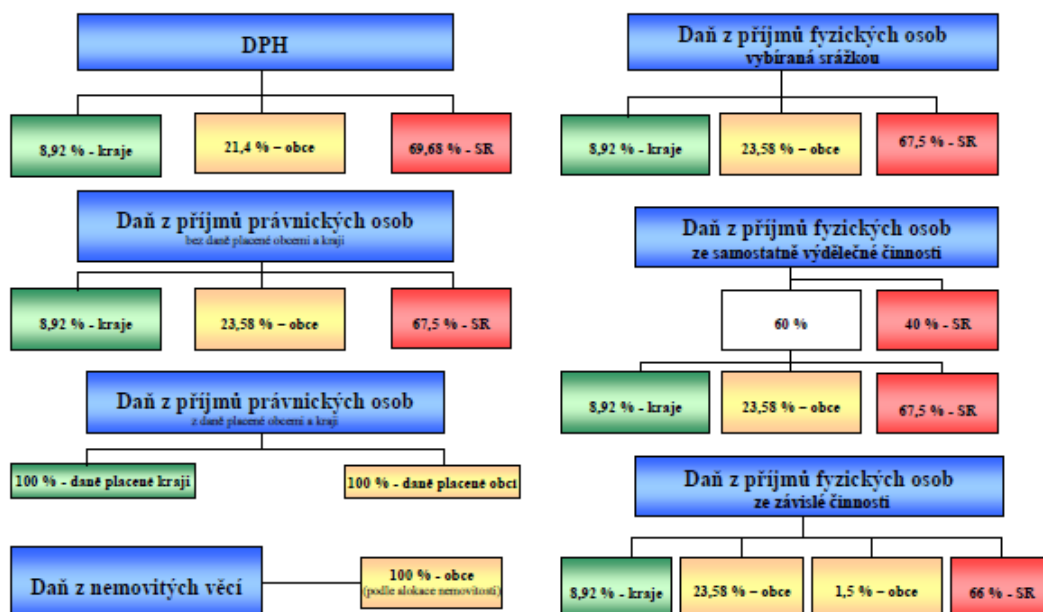 DPH
8,92 % - kraje
21,4 % – obce
69,68 % - SR
Daň z příjmů právnických osob
bez daně placené obcemi a kraji
8,92 % - kraje
23,58 % – obce
67,5 % - SR
Daň z příjmů právnických osob
z daně placené obcemi a kraji
100 % - daně placené kraji
100 % - daně placené obcí
Daň z nemovitých věcí
100 % - obce
(podle alokace nemovitosti)
Daň z příjmů fyzických osob
vybíraná srážkou
8,92 % - kraje
23,58 % – obce
67,5 % - SR
Daň z příjmů fyzických osob
ze samostatně výdělečné činnosti
60 %
40 % - SR
8,92 % - kraje
23,58 % – obce
67,5 % - SR
Daň z příjmů fyzických osob
ze závislé činnosti
8,92 % - kraje
23,58 % – obce
1,5 % – obce
66 % - SR